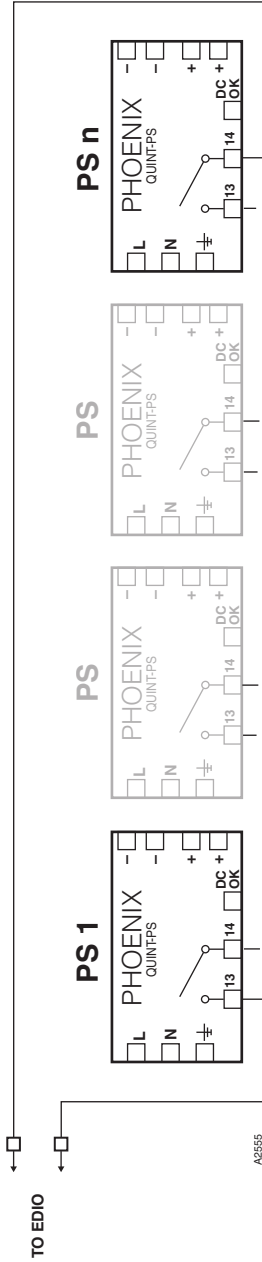 TO EDIO
A2555
PS 1
PHOENIX
QUINT-PS
L
N
–
–
+
+
13
14
DC
OK
PS
PHOENIX
QUINT-PS
L
N
–
–
+
+
13
14
DC
OK
PS
PHOENIX
QUINT-PS
L
N
–
–
+
+
13
14
DC
OK
PS n
PHOENIX
QUINT-PS
L
N
–
–
+
+
13
14
DC
OK